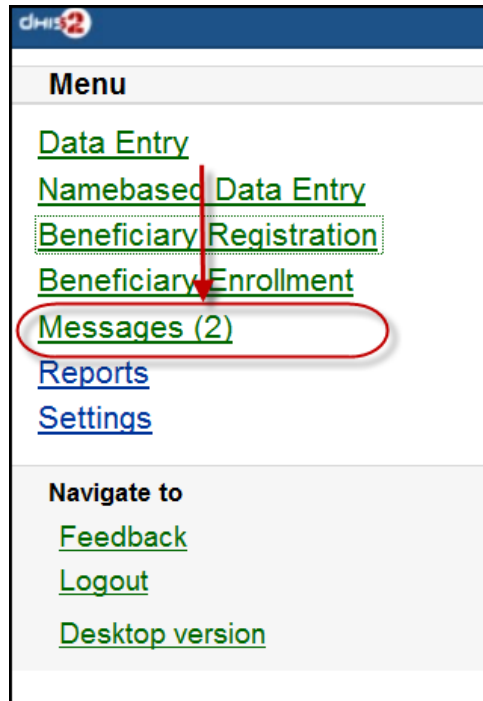 dHIS2
Menu
Data Entry
Namebased Data Entry
Beneficiary Registration
Beneficiary Enrollment
Messages (2)
Reports
Settings
Navigate to
Feedback
Logout
Desktop version